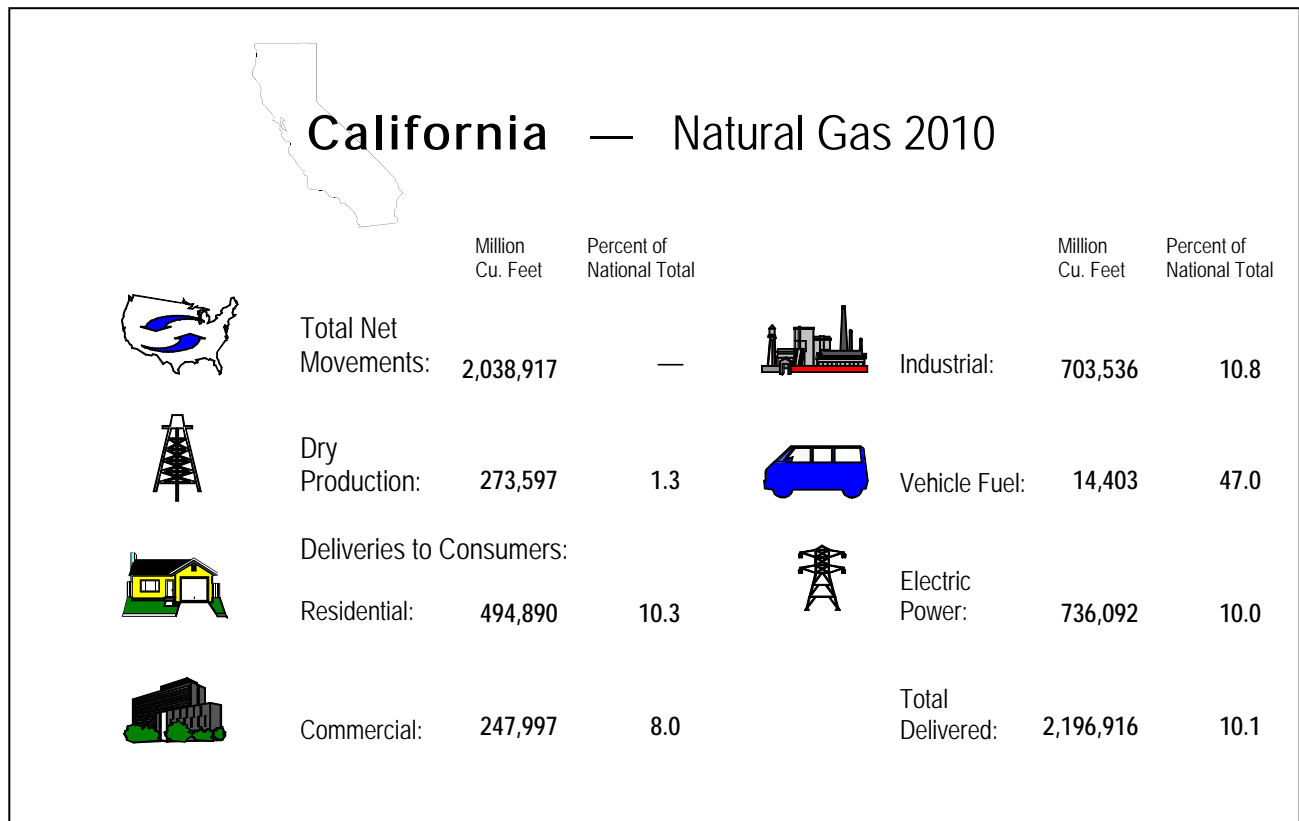 California — Natural Gas 2010
Million
Cu. Feet
Percent of
National Total
Total Net
Movements: 2,038,917 —
Dry
Production: 273,597 1.3
Deliveries to Consumers:
Residential: 494,890 10.3
Commercial: 247,997 8.0
Million
Cu. Feet
Percent of
National Total
Industrial: 703,536 10.8
Vehicle Fuel: 14,403 47.0
Electric
Power: 736,092 10.0
Total
Delivered: 2,196,916 10.1